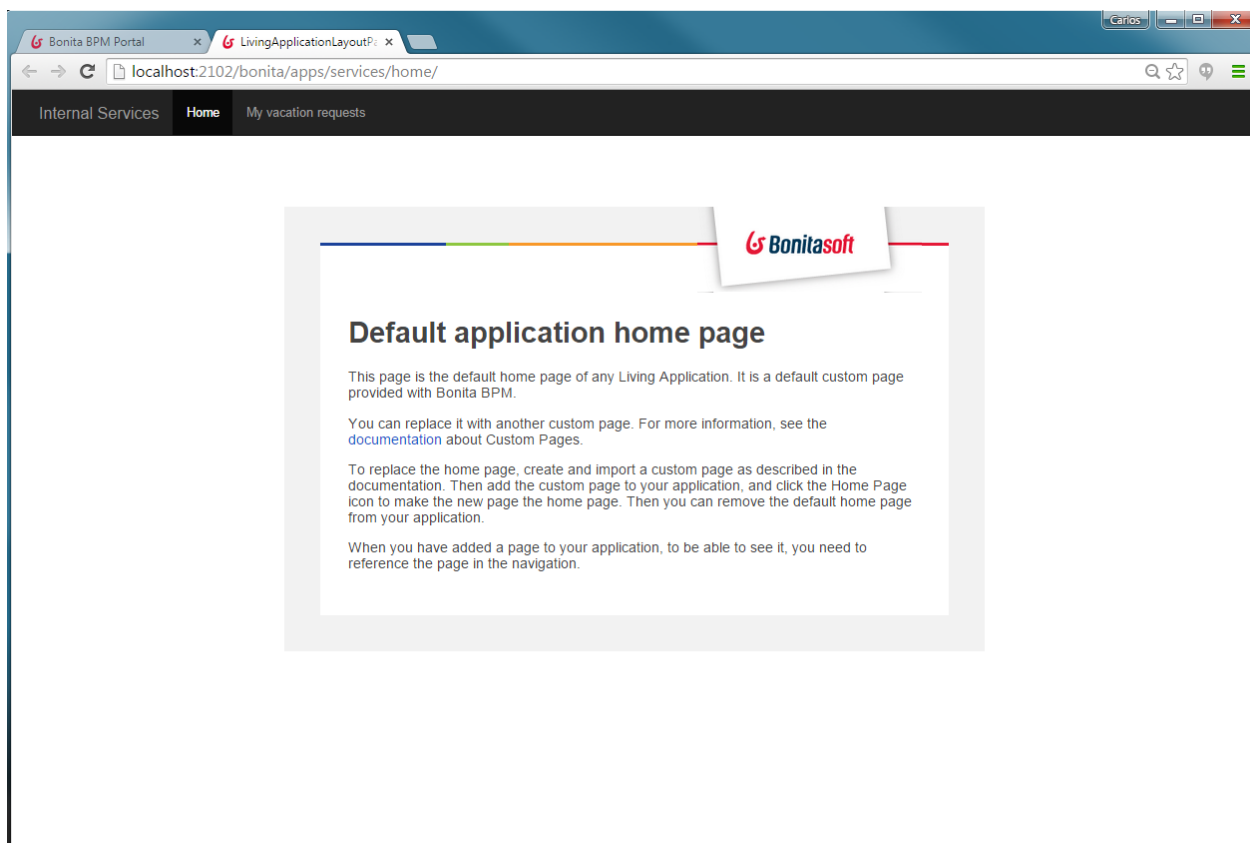 Carlos
Bonita BPM Portal
LivingApplicationLayoutPa
localhost:2102/bonita/apps/services/home/
Internal Services Home My vacation requests
Bonitasoft
Default application home page
This page is the default home page of any Living Application. It is a default custom page
provided with Bonita BPM.
You can replace it with another custom page. For more information, see the
documentation about Custom Pages.
To replace the home page, create and import a custom page as described in the
documentation. Then add the custom page to your application, and click the Home Page
icon to make the new page the home page. Then you can remove the default home page
from your application.
When you have added a page to your application, to be able to see it, you need to
reference the page in the navigation.